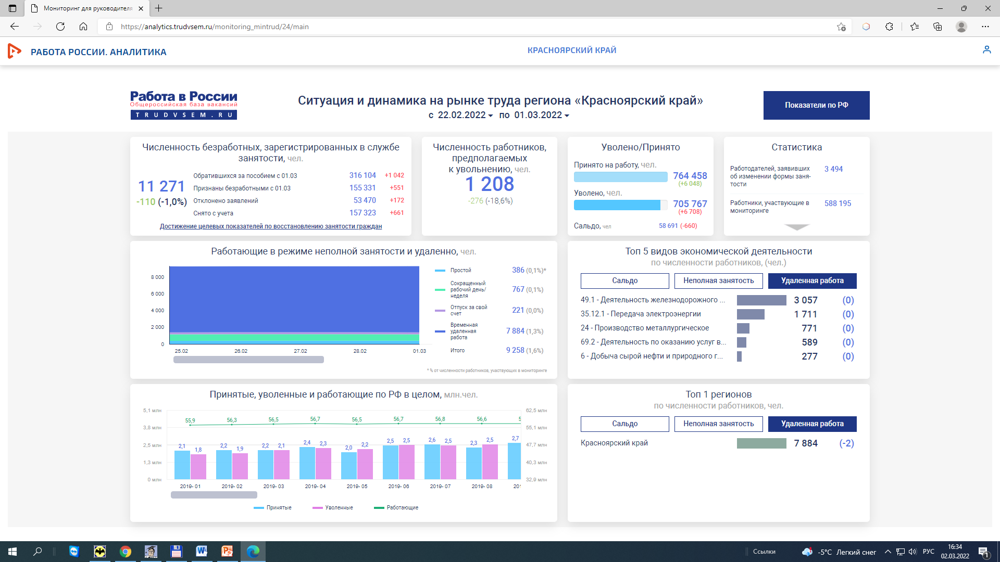 Мониторинг для руководителя
https://analytics.trudvsem.ru/monitoring_mintrud/24/main
РАБОТА РОССИИ. АНАЛИТИКА
КРАСНОЯРСКИЙ КРАЙ
Работа в России
Общероссийская база вакансий
TRUDVSEM.RU
Ситуация и динамика на рынке труда региона «Красноярский край»
с 22.02.2022 по 01.03.2022
Показатели по РФ
Численность безработных, зарегистрированных в службе
занятости, чел.
11 271
-110 (-1,0%)
Обратившихся за пособием с 01.03 316 104 +1 042
Признаны безработными с 01.03 155 331 +551
Отклонено заявлений 53 470 +172
Снято с учета 157 323 +661
Достижение целевых показателей по восстановлению занятости граждан
Численность работников,
предполагаемых
к увольнению, чел.
1 208
-276 (-18,6%)
Уволено/Принято
Принято на работу, чел.
764 458
(+6 048)
Уволено, чел.
705 767
(+6 708)
Сальдо, чел 58 691 (-660)
Статистика
Работодателей, заявивших 3 494
об изменении формы заня-
тости
Работники, участвующие в 588 195
мониторинге
Работающие в режиме неполной занятости и удаленно, чел.
8 000
6 000
4 000
2 000
0
25.02 26.02 27.02 28.02 01.03
Простой 386 (0,1%)*
Сокращенный
рабочий день/ 767 (0,1%)
неделя
Отпуск за свой
счет 221 (0,0%)
Временная
удаленная 7 884 (1,3%)
работа
Итого 9 258 (1,6%)
* % от численности работников, участвующих в мониторинге
Топ 5 видов экономической деятельности
по численности работников, (чел.)
Сальдо Неполная занятость Удаленная работа
49.1 - Деятельность железнодорожного ... 3 057 (0)
35.12.1 - Передача электроэнергии 1 711 (0)
24 - Производство металлургическое 771 (0)
69.2 - Деятельность по оказанию услуг в... 589 (0)
6 - Добыча сырой нефти и природного г... 277 (0)
Принятые, уволенные и работающие по РФ в целом, млн.чел.
5,1 млн
3,8 млн
2,5 млн
1,3 млн
0 млн
55,9 56,3 56,5 56,7 56,5 56,7 56,8 56,6 5
2,1 1,8 2,2 1,9 2,2 2,1 2,4 2,3 2,0 2,2 2,5 2,5 2,6 2,5 2,3 2,5 2,7
62,5 млн
55,1 млн
47,7 млн
40,3 млн
32,9 млн
2019- 01 2019- 02 2019- 03 2019- 04 2019- 05 2019- 06 2019- 07 2019- 08 201
Принятые Уволенные Работающие
Топ 1 регионов
по численности работников, чел.
Сальдо Неполная занятость Удаленная работа
Красноярский край 7 884 (-2)
Ссылки
-5°C Легкий снег
РУС
16:34
02.03.2022
1